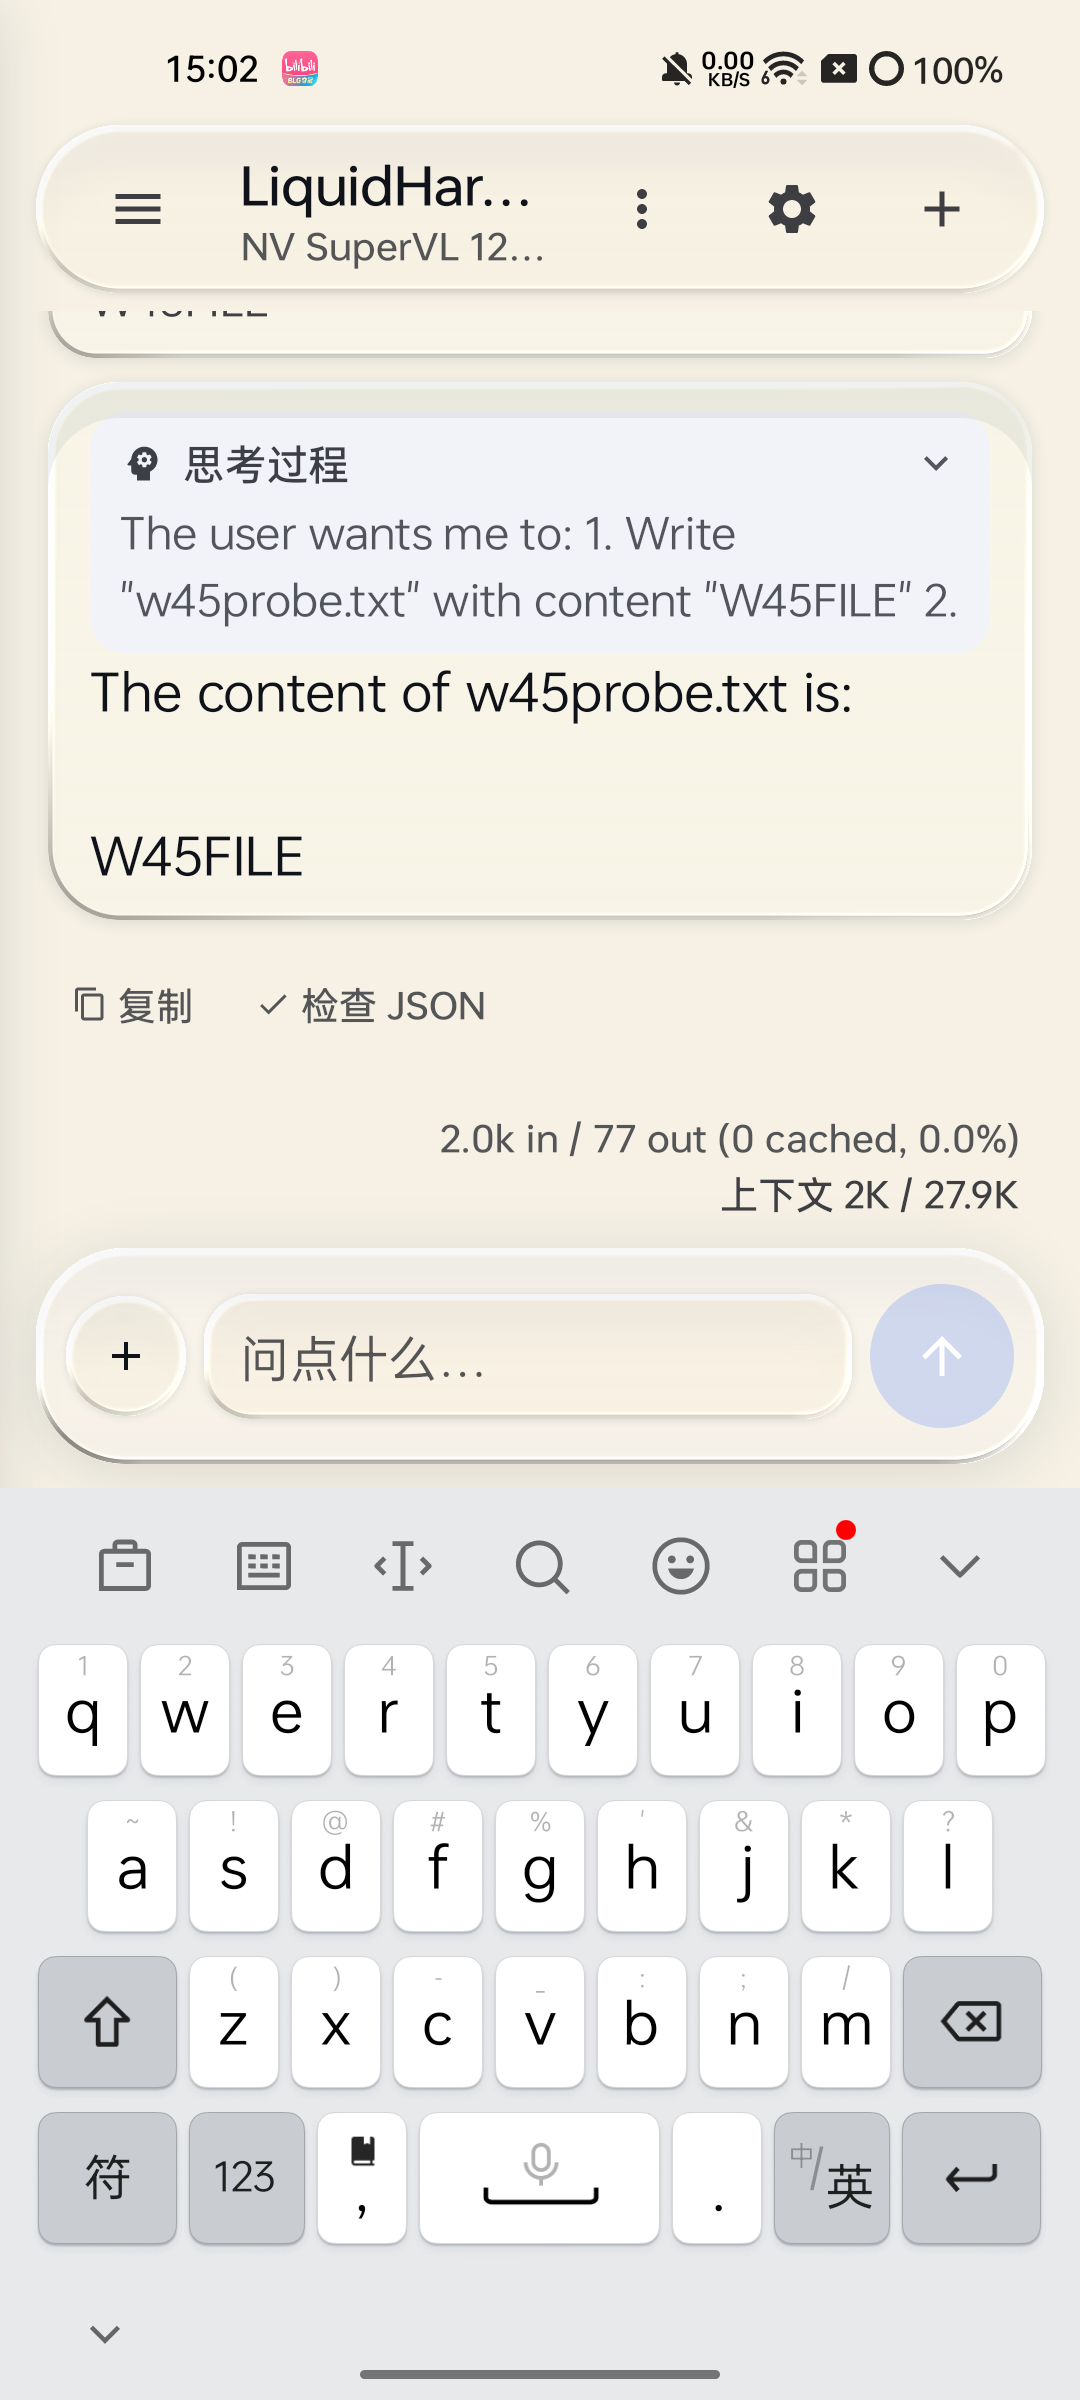 15:02
0.00
KB/S
6
100%
LiquidHar...
NV SuperVL 12...
W45FILE
思考过程
The user wants me to: 1. Write
"w45probe.txt" with content "W45FILE" 2.
The content of w45probe.txt is:
W45FILE
复制
检查 JSON
2.0k in / 77 out (0 cached, 0.0%)
上下文 2K / 27.9K
问点什么...
1 2 3 4 5 6 7 8 9 0
q w e r t y u i o p
~ ! @ # % ' & * ?
a s d f g h j k l
( ) - _ : ; /
z x c v b n m
符 123 , . 中/英